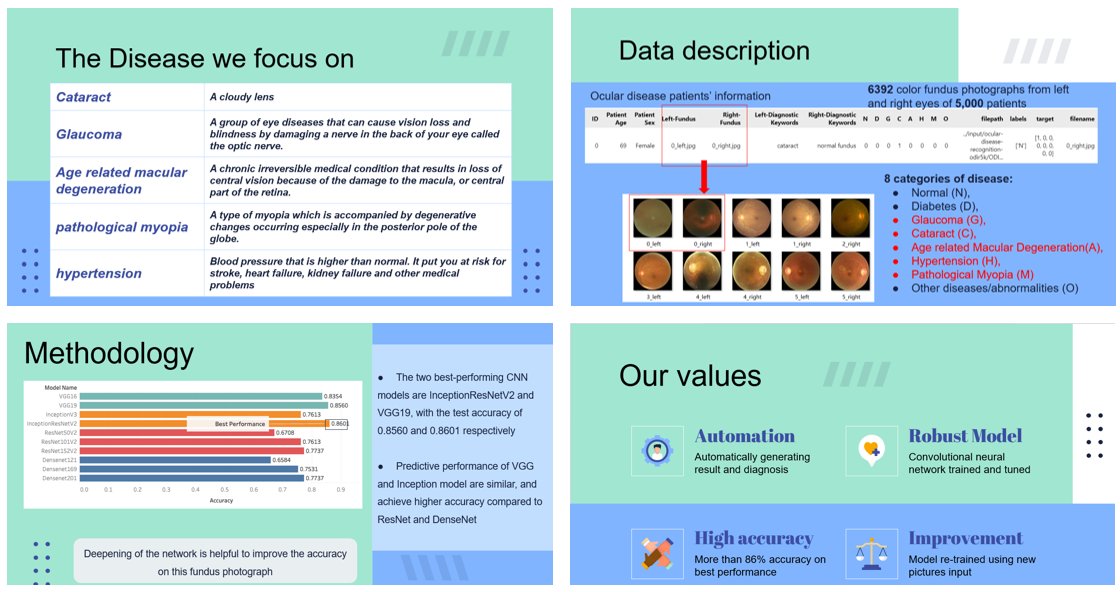 The Disease we focus on
Cataract
A cloudy lens
Glaucoma
A group of eye diseases that can cause vision loss and
blindness by damaging a nerve in the back of your eye called
the optic nerve.
Age related macular
degeneration
A chronic irreversible medical condition that results in loss of
central vision because of the damage to the macula, or central
part of the retina.
pathological myopia
A type of myopia which is accompanied by degenerative
changes occurring especially in the posterior pole of the
globe.
hypertension
Blood pressure that is higher than normal. It put you at risk for
stroke, heart failure, kidney failure and other medical
problems
Data description
Ocular disease patients' information
6392 color fundus photographs from left
and right eyes of 5,000 patients
ID Patient Age Patient Sex Left-Fundus Right-Fundus Left-Diagnostic Keywords Right-Diagnostic Keywords N D G C A H M O filepath labels target filename
0 69 Female 0_left.jpg 0_right.jpg cataract normal fundus 0 0 0 1 0 0 0 0 ../input/ocular-disease-recognition-odir5k/ODI... ['N'] [1, 0, 0, 0, 0, 0, 0, 0] 0_right.jpg
0_left 0_right 1_left 1_right 2_right
3_left 4_left 4_right 5_left 5_right
8 categories of disease:
● Normal (N),
● Diabetes (D),
● Glaucoma (G),
● Cataract (C),
● Age related Macular Degeneration(A),
● Hypertension (H),
● Pathological Myopia (M)
● Other diseases/abnormalities (O)
Methodology
Model Name
VGG16 0.8354
VGG19 0.8560
InceptionV3 0.7613
InceptionResNetV2 0.8601
Best Performance
ResNet50V2 0.6708
ResNet101V2 0.7613
ResNet152V2 0.7737
Densenet121 0.6584
Densenet169 0.7531
Densenet201 0.7737
0.0 0.1 0.2 0.3 0.4 0.5 0.6 0.7 0.8 0.9
Accuracy
Deepening of the network is helpful to improve the accuracy
on this fundus photograph
● The two best-performing CNN
models are InceptionResNetV2 and
VGG19, with the test accuracy of
0.8560 and 0.8601 respectively
● Predictive performance of VGG
and Inception model are similar, and
achieve higher accuracy compared to
ResNet and DenseNet
Our values
Automation
Automatically generating
result and diagnosis
Robust Model
Convolutional neural
network trained and tuned
High accuracy
More than 86% accuracy on
best performance
Improvement
Model re-trained using new
pictures input